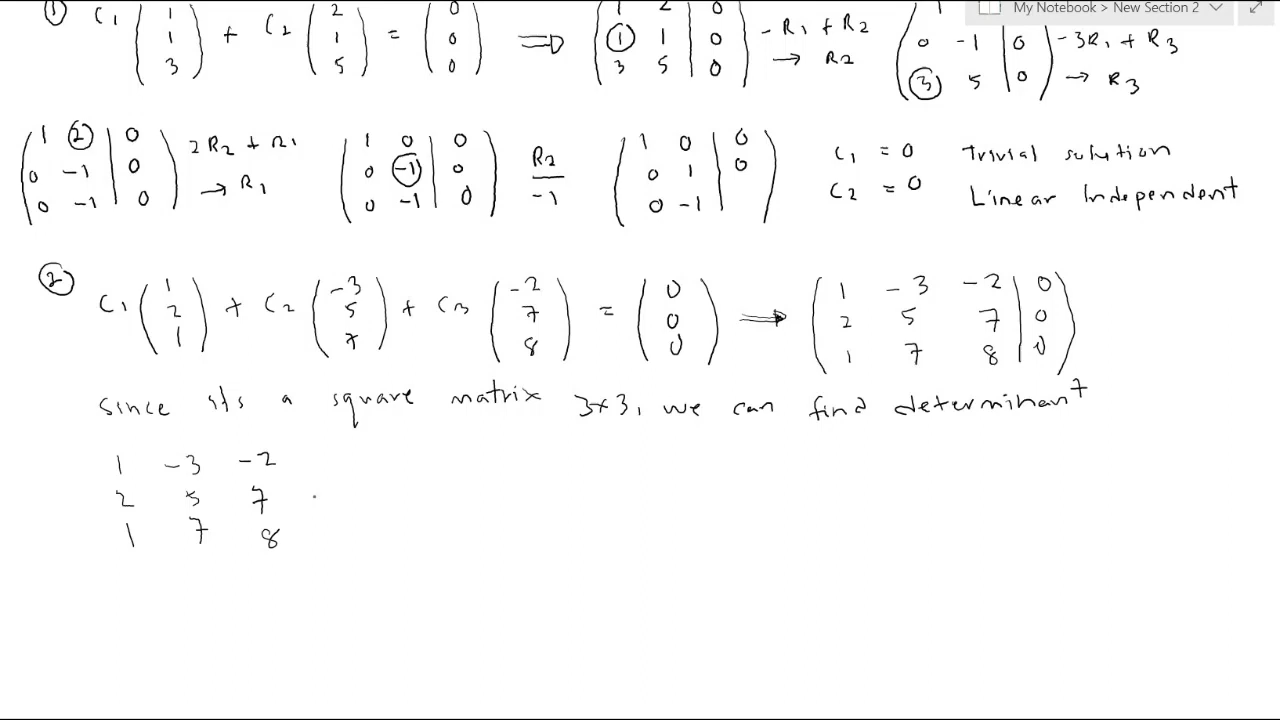 My Notebook > New Section 2
① C1 (1 1 3) + C2 (2 1 5) = (0 0 0) ⟹ (1 2 | 0, 1 1 | 0, 3 5 | 0) -R1 + R2 → R2 (1 | , 0 -1 | 0, 3 5 | 0) -3R1 + R3 → R3
(1 2 | 0, 0 -1 | 0, 0 -1 | 0) 2R2 + R1 → R1 (1 0 | 0, 0 -1 | 0, 0 -1 | 0) R2/-1 (1 0 | 0, 0 1 | 0, 0 -1 | ) C1 = 0 Trivial solution
C2 = 0 Linear Independent
② C1 (1 2 1) + C2 (-3 5 7) + C3 (-2 7 8) = (0 0 0) ⟹ (1 -3 -2 | 0, 2 5 7 | 0, 1 7 8 | 0)
since its a square matrix 3x3, we can find determinant
1 -3 -2
2 5 7
1 7 8